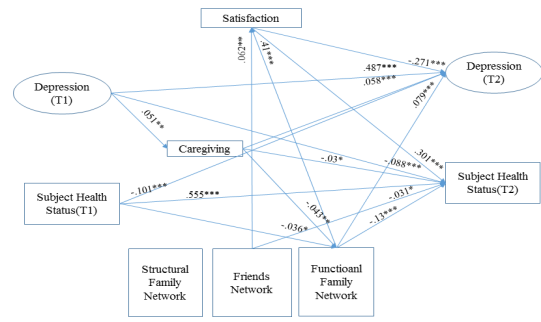 Satisfaction
.062**
.41***
-.271***
.487***
.058***
Depression
(T1)
Depression
(T2)
.079***
.051**
Caregiving
-.03*
-.088***
.301***
-.101***
555***
Subject Health
Status(T1)
Subject Health
Status(T2)
-.031*
-.043**
-.036*
-.13***
Structural
Family
Network
Friends
Network
Functioanl
Family
Network